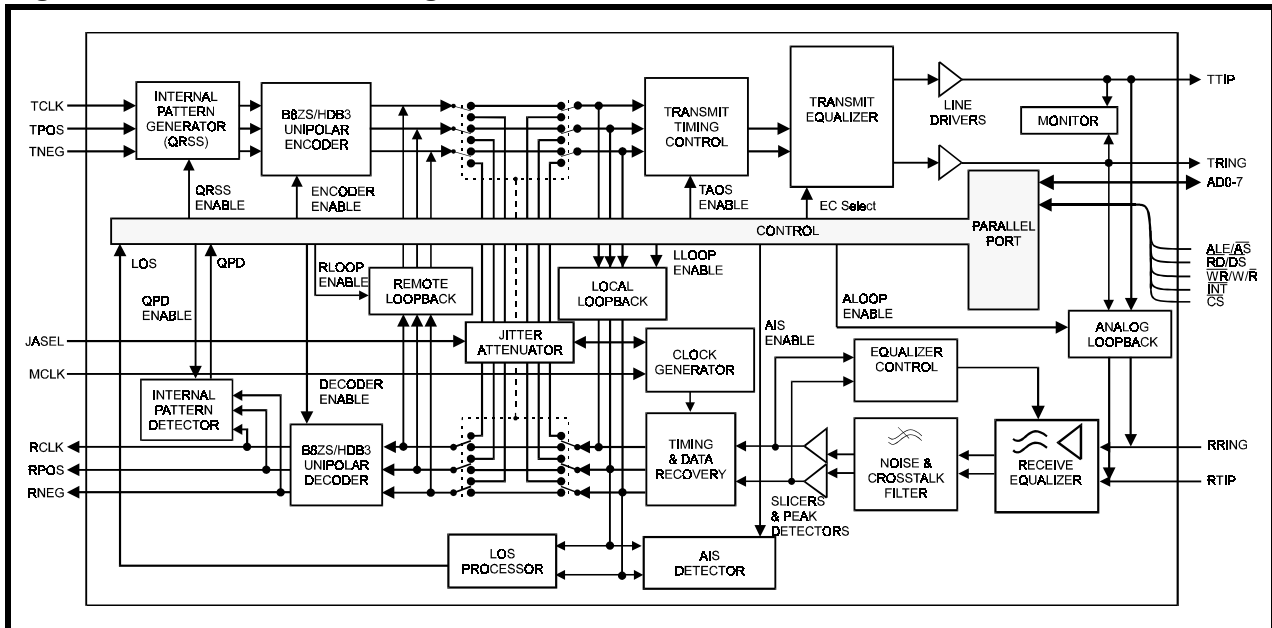 TCLK
TPOS
TNEG
INTERNAL
PATTERN
GENERATOR
(QRSS)
B8ZS/HDB3
UNIPOLAR
ENCODER
TRANSMIT
TIMING
CONTROL
TRANSMIT
EQUALIZER
LINE
DRIVERS
MONITOR
TTIP
TRING
AD0-7
QRSS
ENABLE
ENCODER
ENABLE
TAOS
ENABLE
EC Select
CONTROL
PARALLEL
PORT
ALE/AS
RD/DS
WR/W/R
INT
CS
LOS
QPD
QPD
ENABLE
RLOOP
ENABLE
REMOTE
LOOPBACK
LLOOP
ENABLE
LOCAL
LOOPBACK
AIS
ENABLE
ALOOP
ENABLE
ANALOG
LOOPBACK
JASEL
JITTER
ATTENUATOR
MCLK
CLOCK
GENERATOR
EQUALIZER
CONTROL
INTERNAL
PATTERN
DETECTOR
DECODER
ENABLE
RCLK
RPOS
RNEG
B8ZS/HDB3
UNIPOLAR
DECODER
TIMING
& DATA
RECOVERY
SLICERS
& PEAK
DETECTORS
NOISE &
CROSSTALK
FILTER
RECEIVE
EQUALIZER
RRING
RTIP
LOS
PROCESSOR
AIS
DETECTOR